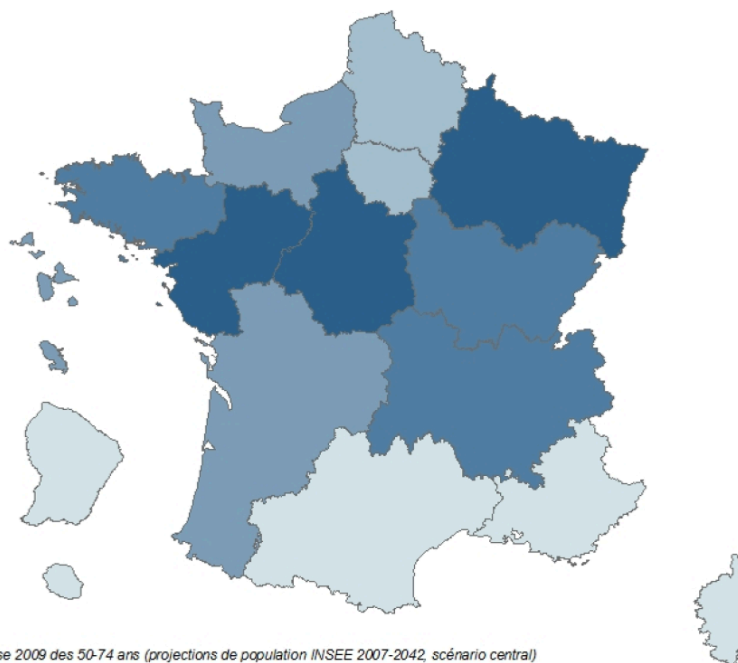 se 2009 des 50-74 ans (projections de population INSEE 2007-2042, scénario central)